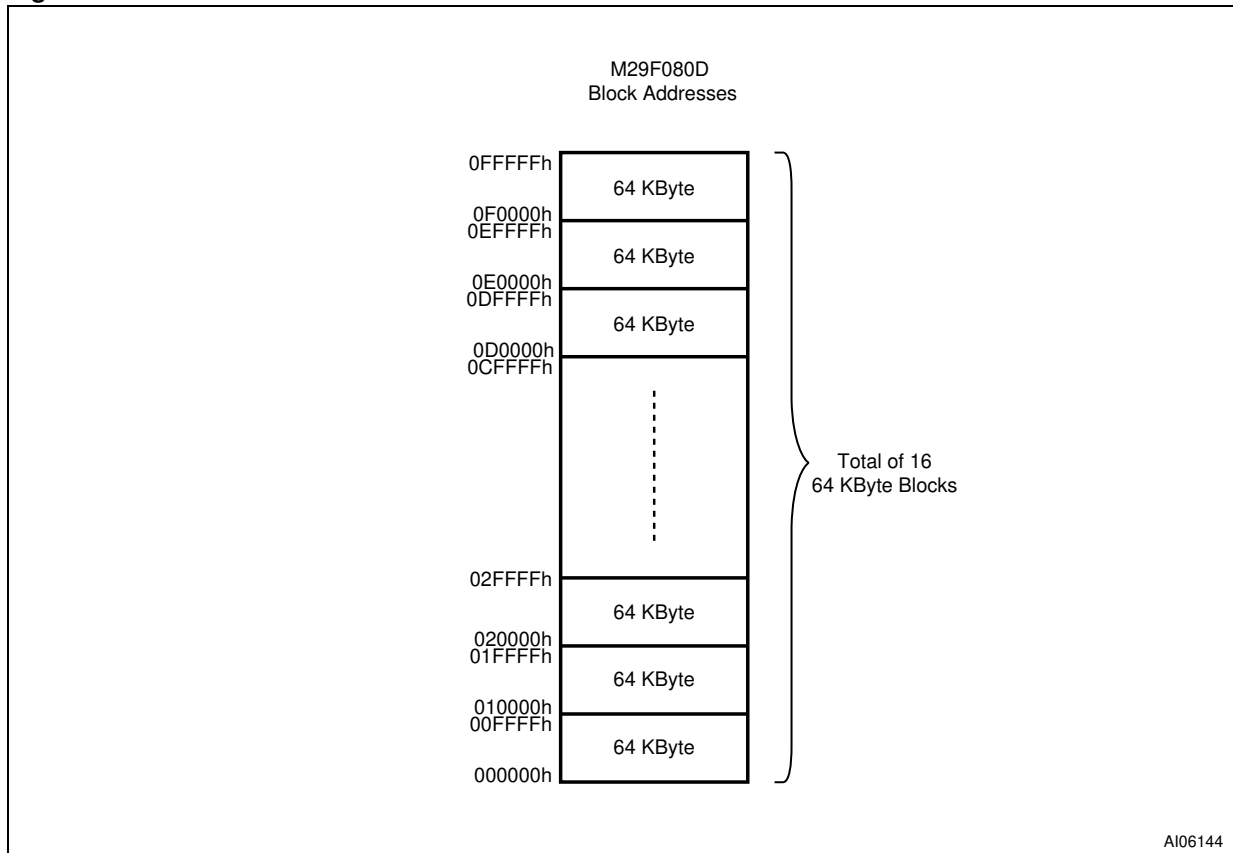 M29F080D
Block Addresses
0FFFFFh
64 KByte
0F0000h
0EFFFFh
64 KByte
0E0000h
0DFFFFh
64 KByte
0D0000h
0CFFFFh
Total of 16
64 KByte Blocks
02FFFFh
64 KByte
020000h
01FFFFh
64 KByte
010000h
00FFFFh
64 KByte
000000h
AI06144